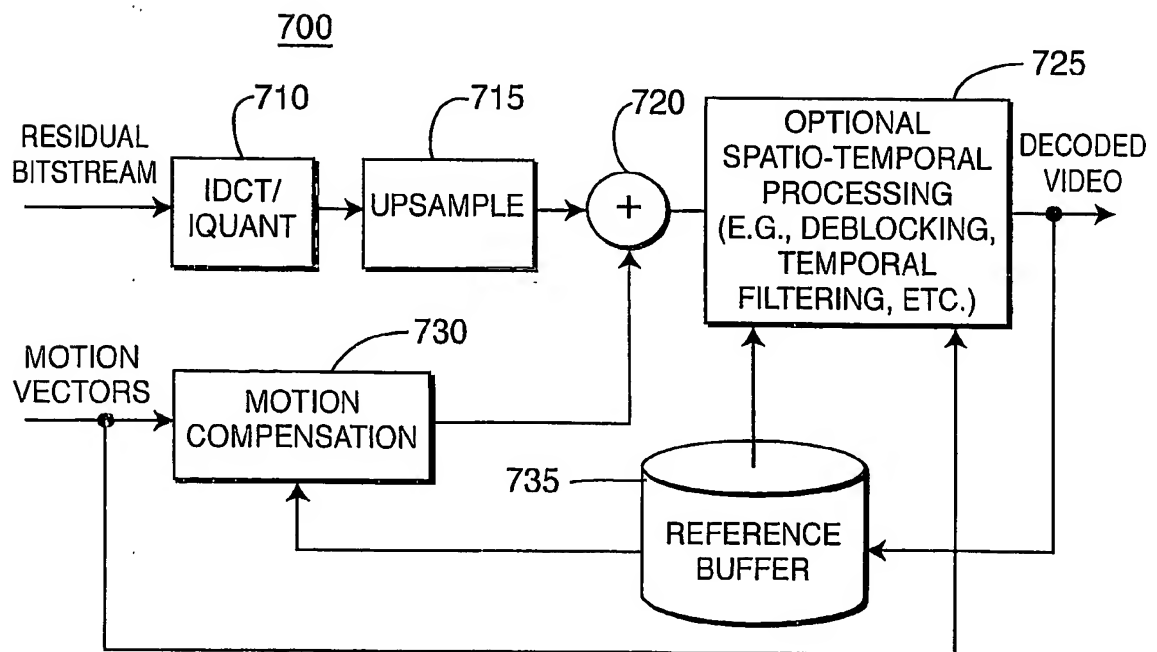 700
710
715
720
725
RESIDUAL
BITSTREAM
IDCT/
IQUANT
UPSAMPLE
+
OPTIONAL
SPATIO-TEMPORAL
PROCESSING
(E.G., DEBLOCKING,
TEMPORAL
FILTERING, ETC.)
DECODED
VIDEO
730
MOTION
VECTORS
MOTION
COMPENSATION
735
REFERENCE
BUFFER